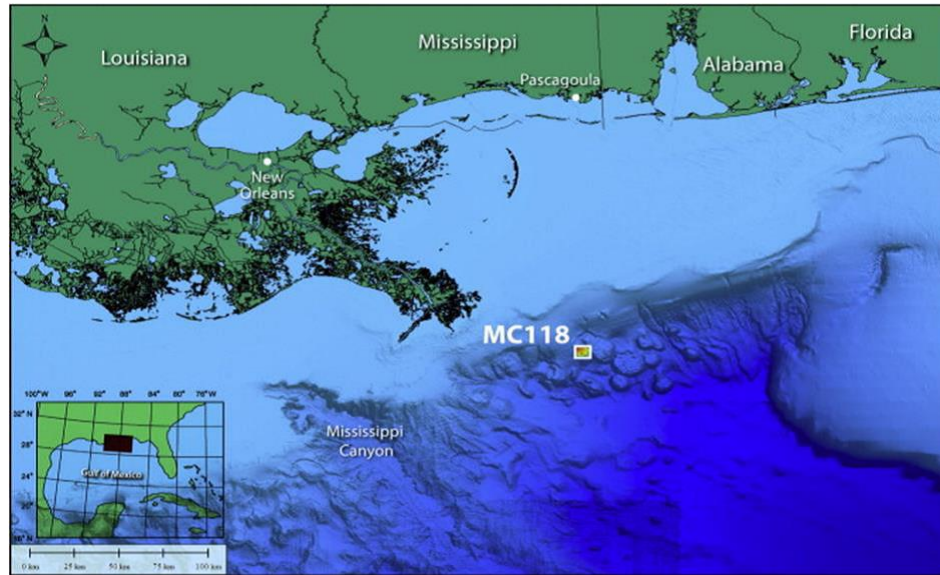 N
Louisiana
Mississippi
Florida
Alabama
Pascagoula
New
Orleans
MC118
Mississippi
Canyon
100°W 96° 92° 88° 84° 80° 76°W
28°
24°
Gulf of Mexico
0 km 25 km 50 km 75 km 100 km